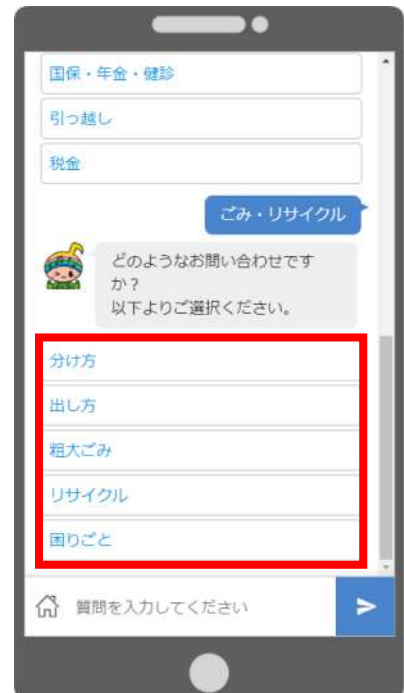 国保・年金・健診
引っ越し
税金
ごみ・リサイクル
どのようなお問い合わせです
か？
以下よりご選択ください。
分け方
出し方
粗大ごみ
リサイクル
困りごと
質問を入力してください